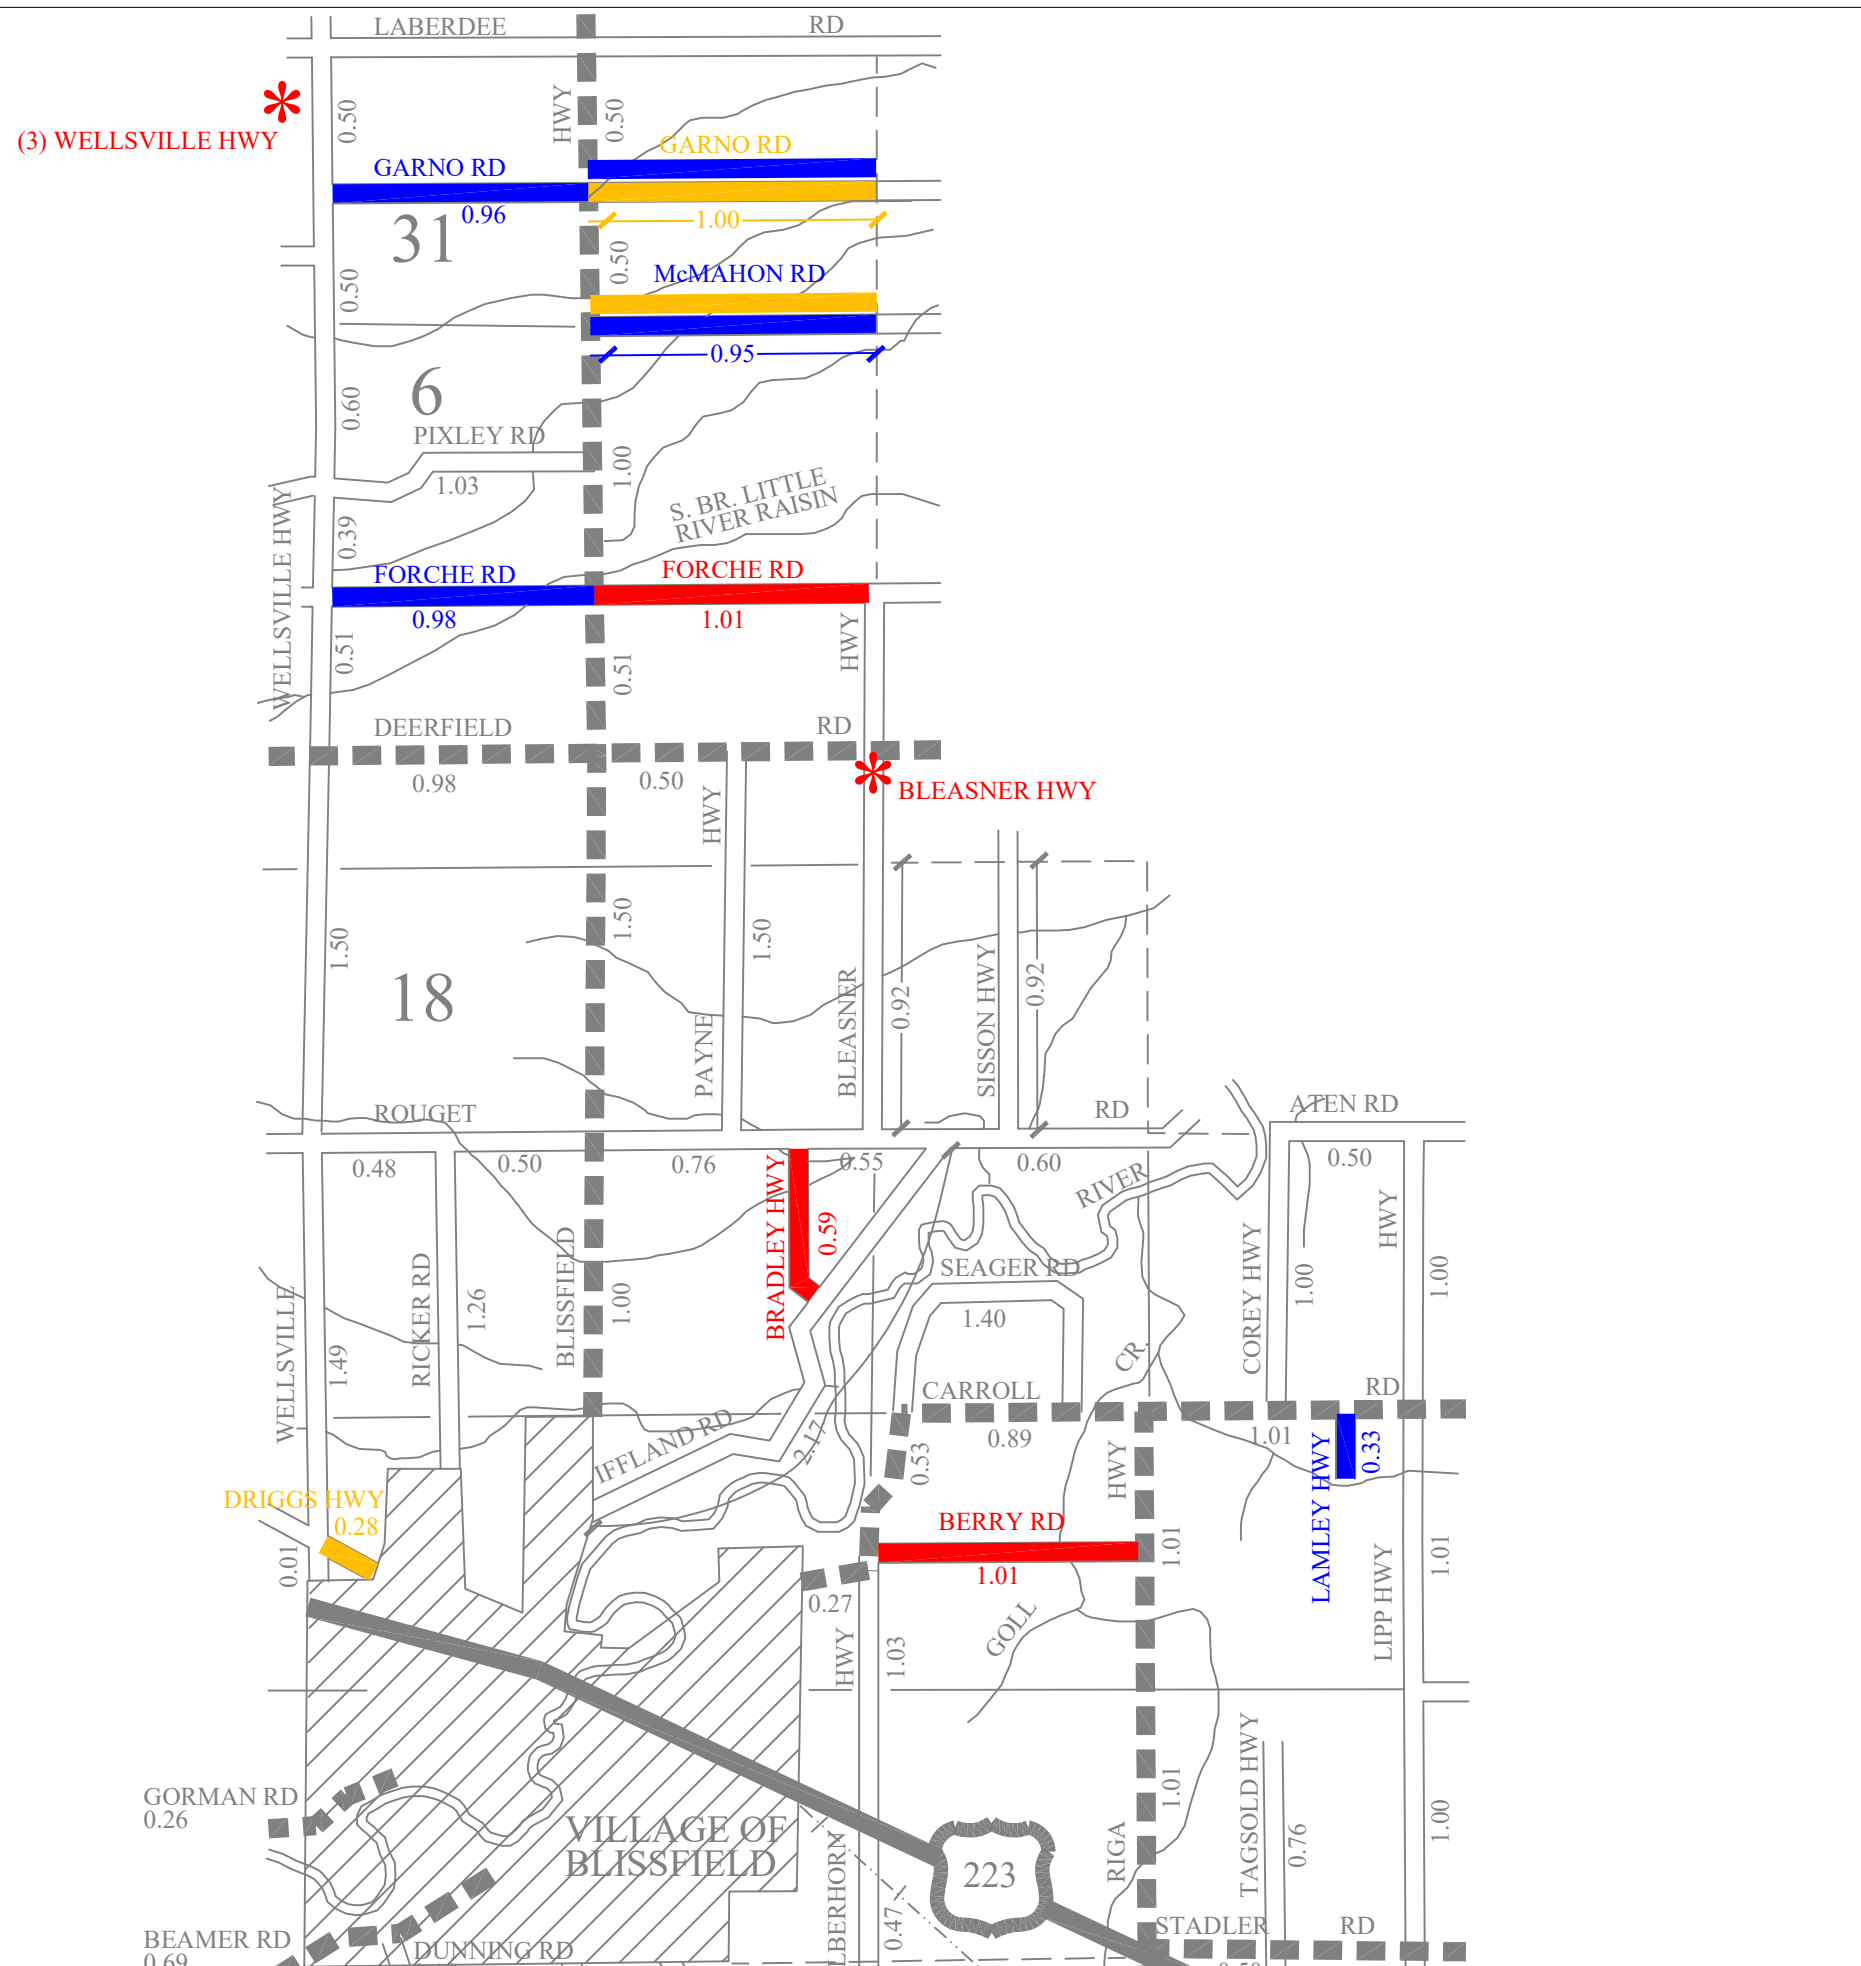 LABERDEE RD
(3) WELLSVILLE HWY
0.50
HWY
0.50
GARNO RD
GARNO RD
0.96
1.00
31
0.50
0.50
McMAHON RD
0.95
6
0.60
PIXLEY RD
1.03
1.00
S. BR. LITTLE
RIVER RAISIN
WELLSVILLE HWY
0.39
FORCHE RD
FORCHE RD
0.98
1.01
0.51
0.51
HWY
DEERFIELD RD
0.98
0.50
BLEASNER HWY
HWY
1.50
18
1.50
1.50
PAYNE
BLEASNER
0.92
SISSON HWY
0.92
ROUGET RD
ATEN RD
0.48
0.50
0.76
0.55
0.60
0.50
RIVER
BRADLEY HWY
0.59
HWY
SEAGER RD
1.40
WELLSVILLE
1.49
RICKER RD
1.26
BLISSFIELD
1.00
COREY HWY
1.00
1.00
CR.
CARROLL RD
0.89
1.01
IFFLAND RD
2.17
0.53
HWY
LAMLEY HWY
0.33
DRIGGS HWY
0.28
0.01
BERRY RD
1.01
1.01
1.01
0.27
HWY
1.03
GOLL
LIPP HWY
GORMAN RD
0.26
VILLAGE OF
BLISSFIELD
223
RIGA
1.01
TAGSOLD HWY
0.76
1.00
LBERHORN
0.47
BEAMER RD
0.69
DUNNING RD
STADLER RD
0.50